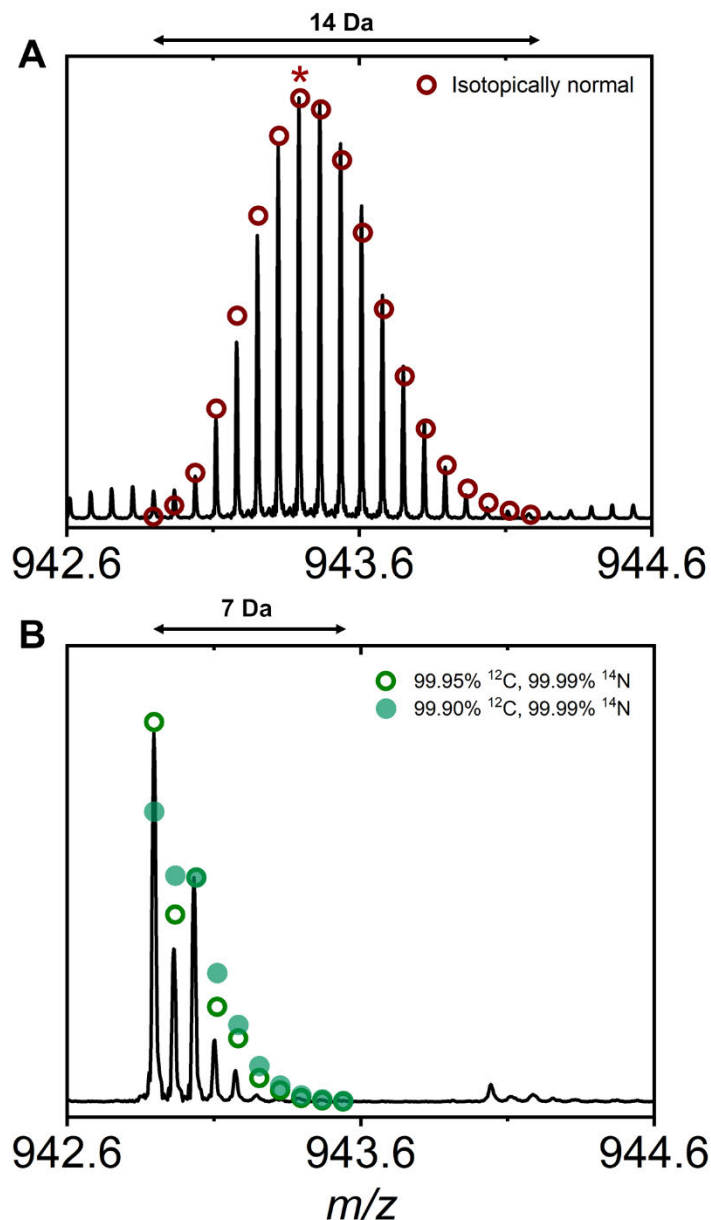 14 Da
A
*
Isotopically normal
942.6 943.6 944.6
7 Da
B
99.95% ¹²C, 99.99% ¹⁴N
99.90% ¹²C, 99.99% ¹⁴N
942.6 943.6 944.6
m/z